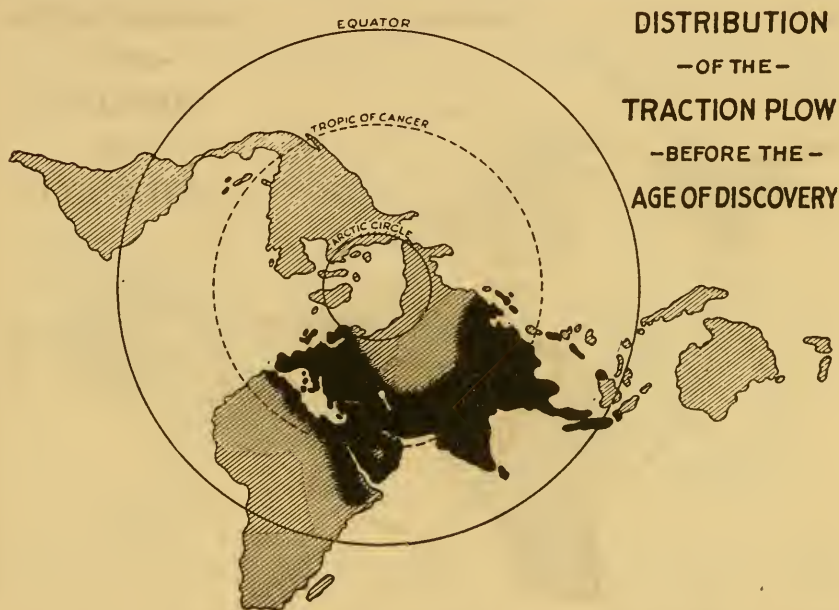 DISTRIBUTION
-OF THE-
TRACTION PLOW
-BEFORE THE-
AGE OF DISCOVERY
EQUATOR
TROPIC OF CANCER
ARCTIC CIRCLE